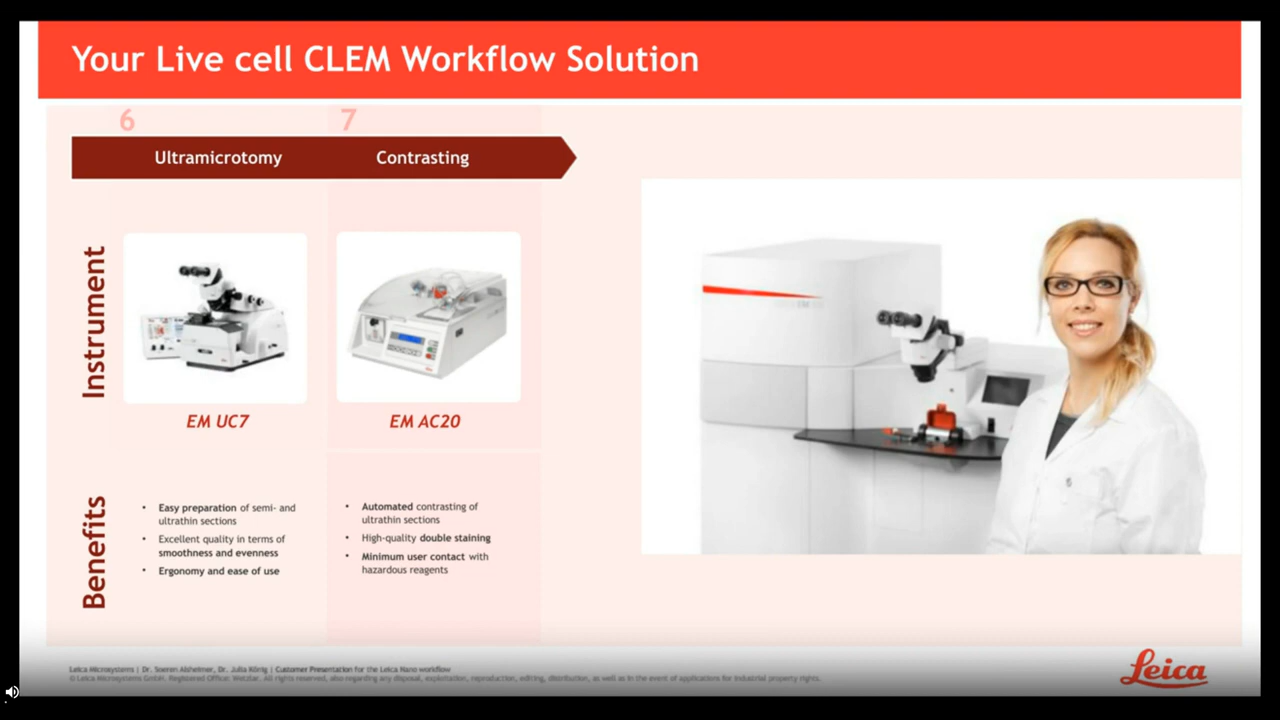 Your Live cell CLEM Workflow Solution
6
7
Ultramicrotomy
Contrasting
Instrument
EM UC7
EM AC20
Benefits
• Easy preparation of semi- and
ultrathin sections
• Excellent quality in terms of
smoothness and evenness
• Ergonomy and ease of use
• Automated contrasting of
ultrathin sections
• High-quality double staining
• Minimum user contact with
hazardous reagents
Leica Microsystems | Dr. Soeren Alsheimer, Dr. Julia König | Customer Presentation for the Leica Nano workflow
© Leica Microsystems GmbH. Registered Office: Wetzlar. All rights reserved, also regarding any disposal, exploitation, reproduction, editing, distribution, as well as in the event of applications for industrial property rights.
Leica